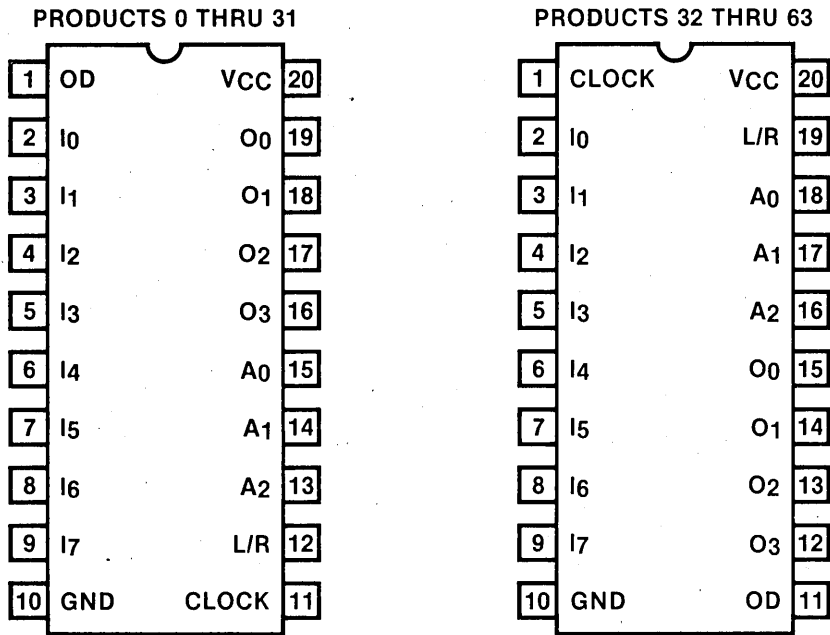 PRODUCTS 0 THRU 31
1 OD VCC 20
2 I0 O0 19
3 I1 O1 18
4 I2 O2 17
5 I3 O3 16
6 I4 A0 15
7 I5 A1 14
8 I6 A2 13
9 I7 L/R 12
10 GND CLOCK 11
PRODUCTS 32 THRU 63
1 CLOCK VCC 20
2 I0 L/R 19
3 I1 A0 18
4 I2 A1 17
5 I3 A2 16
6 I4 O0 15
7 I5 O1 14
8 I6 O2 13
9 I7 O3 12
10 GND OD 11